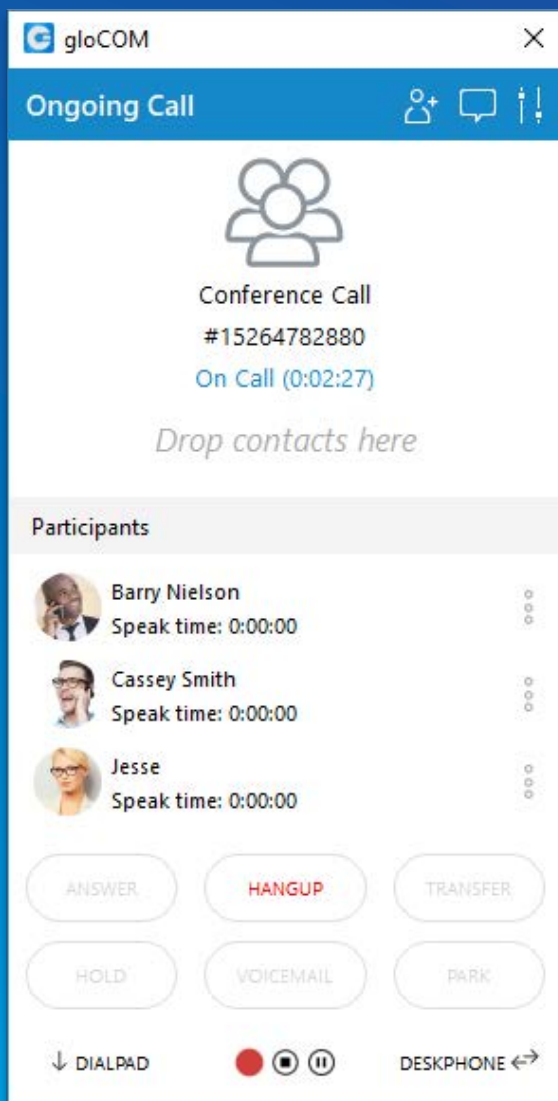 gloCOM
Ongoing Call
Conference Call
#15264782880
On Call (0:02:27)
Drop contacts here
Participants
Barry Nielson
Speak time: 0:00:00
Cassey Smith
Speak time: 0:00:00
Jesse
Speak time: 0:00:00
ANSWER HANGUP TRANSFER
HOLD VOICEMAIL PARK
DIALPAD DESKPHONE